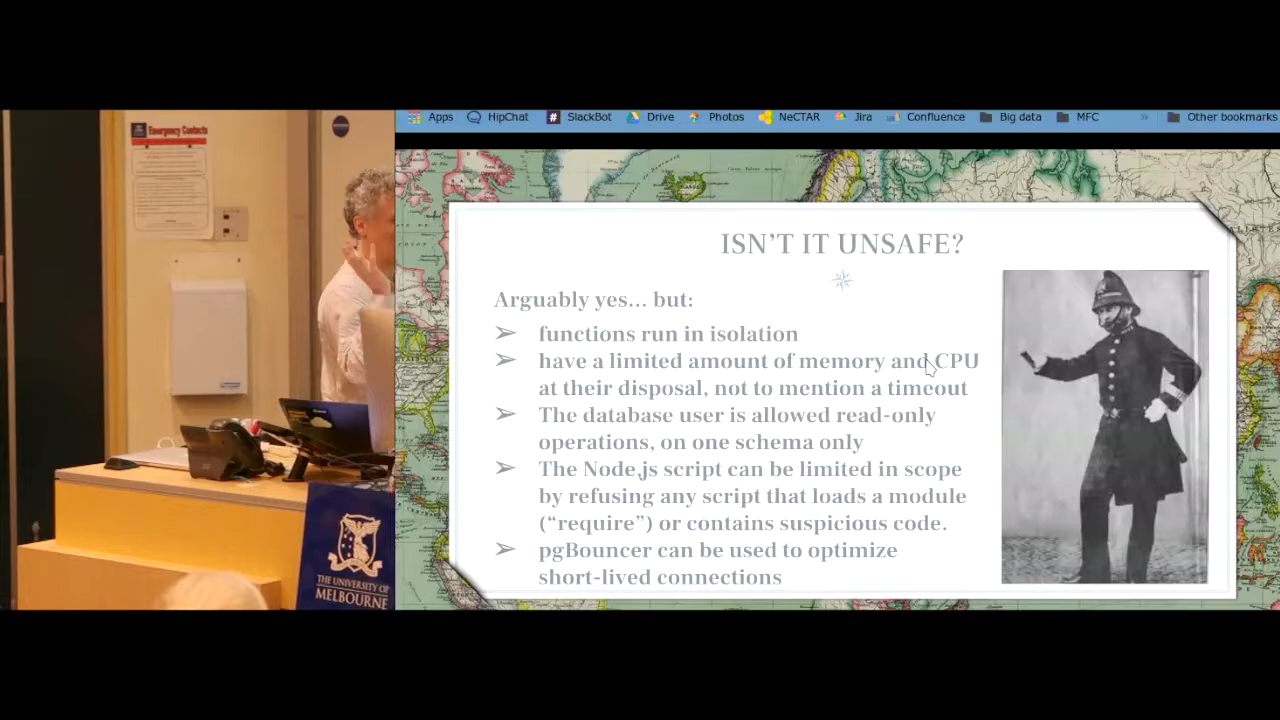 Emergency Contacts
THE UNIVERSITY OF
MELBOURNE
Apps HipChat SlackBot Drive Photos NeCTAR Jira Confluence Big data MFC » Other bookmarks
ISN’T IT UNSAFE?
Arguably yes... but:
➢ functions run in isolation
➢ have a limited amount of memory and CPU
at their disposal, not to mention a timeout
➢ The database user is allowed read-only
operations, on one schema only
➢ The Node.js script can be limited in scope
by refusing any script that loads a module
(“require”) or contains suspicious code.
➢ pgBouncer can be used to optimize
short-lived connections